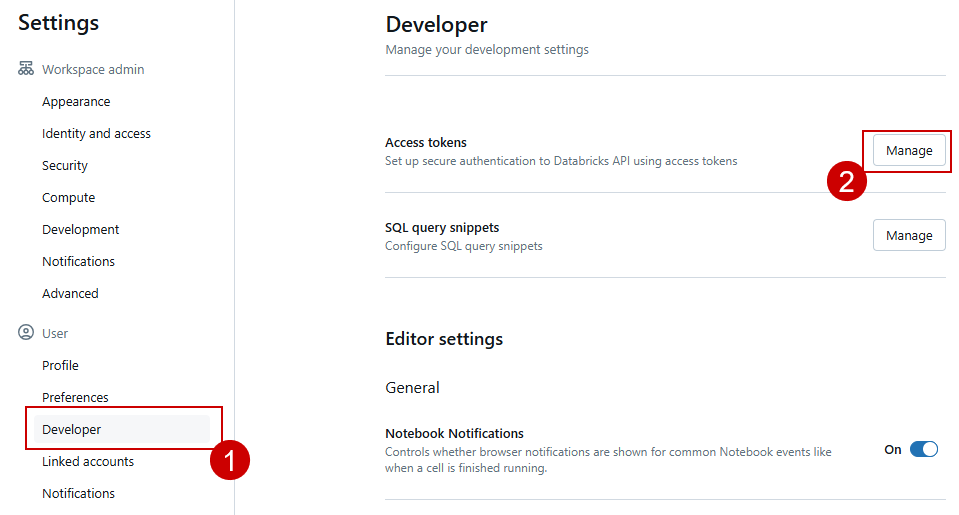 Settings
Workspace admin
Appearance
Identity and access
Security
Compute
Development
Notifications
Advanced
User
Profile
Preferences
Developer
1
Linked accounts
Notifications
Developer
Manage your development settings
Access tokens
Set up secure authentication to Databricks API using access tokens
Manage
2
SQL query snippets
Configure SQL query snippets
Manage
Editor settings
General
Notebook Notifications
Controls whether browser notifications are shown for common Notebook events like
when a cell is finished running.
On